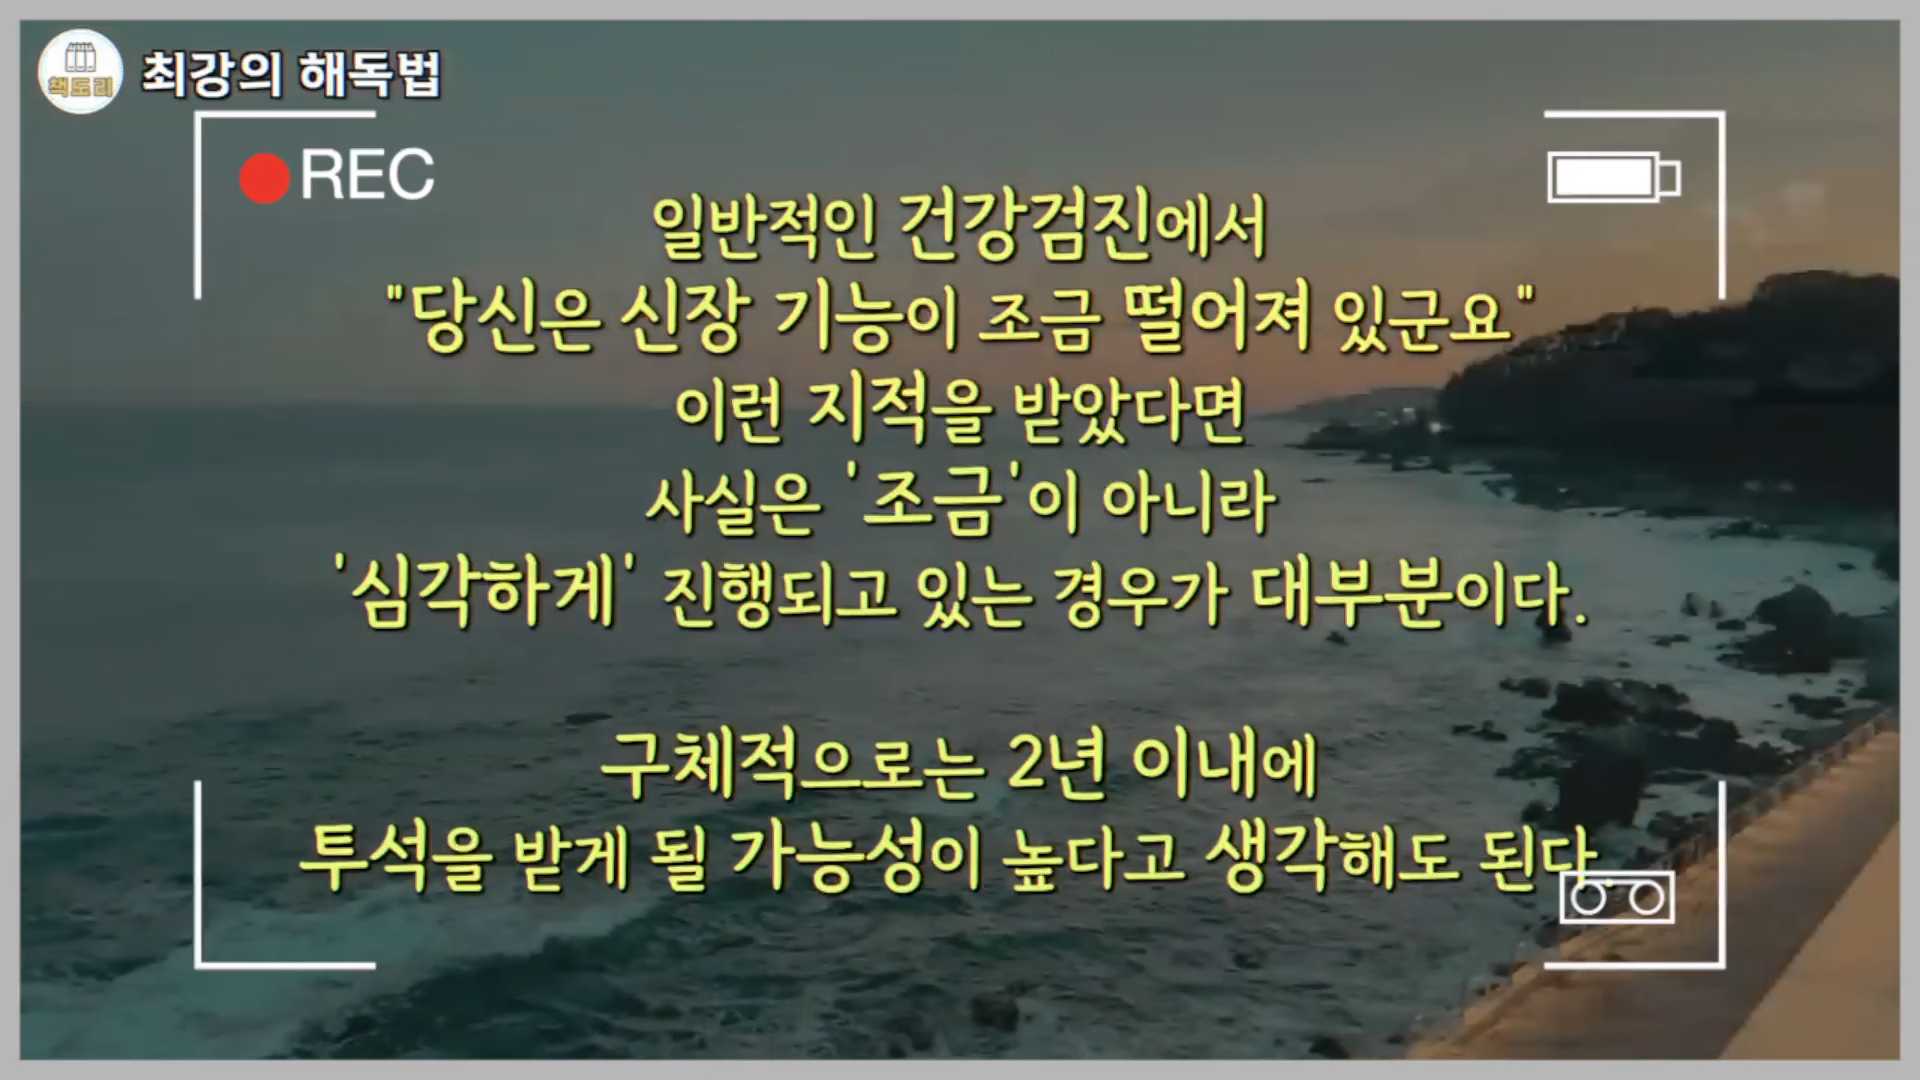 책도리
최강의 해독법
REC
일반적인 건강검진에서
"당신은 신장 기능이 조금 떨어져 있군요"
이런 지적을 받았다면
사실은 '조금'이 아니라
'심각하게' 진행되고 있는 경우가 대부분이다.
구체적으로는 2년 이내에
투석을 받게 될 가능성이 높다고 생각해도 된다.